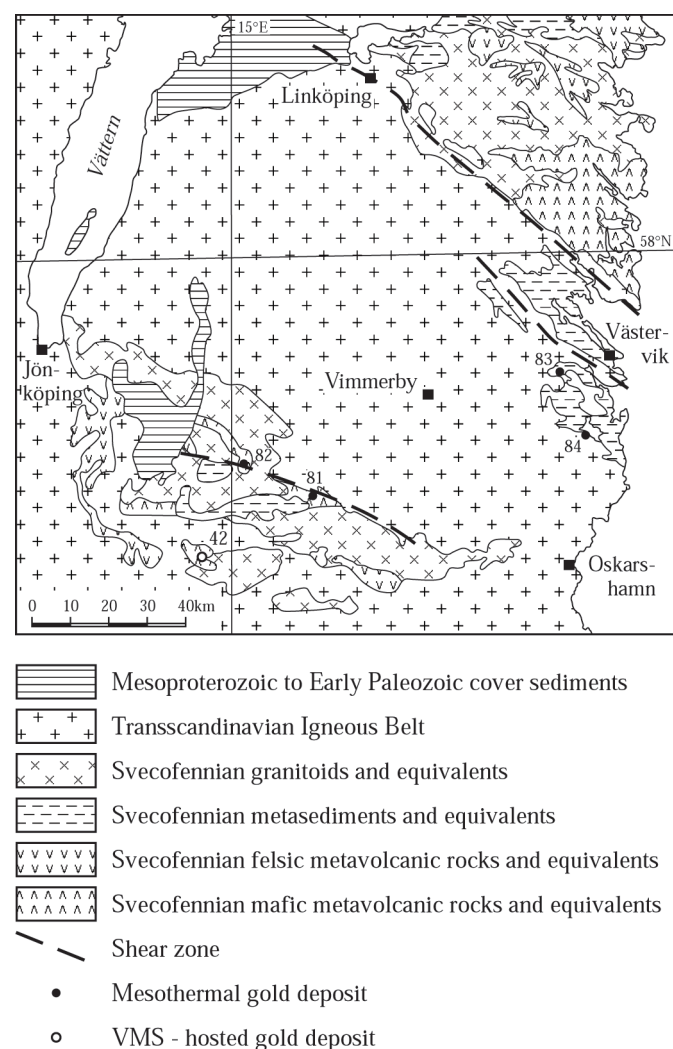 15°E
Linköping
Vättern
58°N
Väster-
vik
83
Jön-
köping
Vimmerby
84
82
81
42
Oskars-
hamn
0 10 20 30 40km
Mesoproterozoic to Early Paleozoic cover sediments
Transscandinavian Igneous Belt
Svecofennian granitoids and equivalents
Svecofennian metasediments and equivalents
Svecofennian felsic metavolcanic rocks and equivalents
Svecofennian mafic metavolcanic rocks and equivalents
Shear zone
Mesothermal gold deposit
VMS - hosted gold deposit